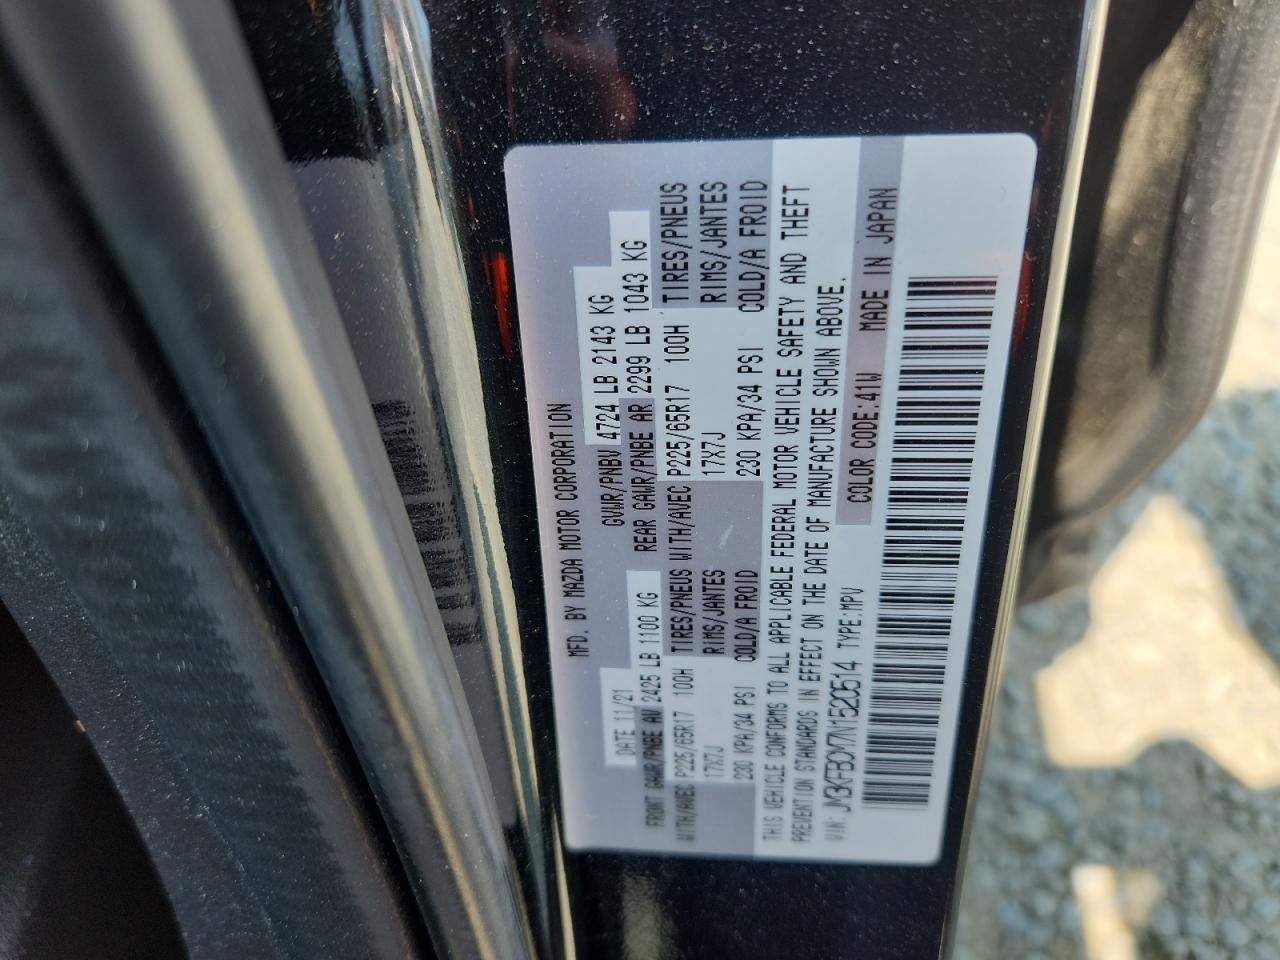 MFD. BY MAZDA MOTOR CORPORATION
DATE 11/21 GVWR/PNBV 4724 LB 2143 KG
FRONT GAWR/PNBE AV 2425 LB 1100 KG REAR GAWR/PNBE AR 2299 LB 1043 KG
WITH/AVEC P225/65R17 100H TIRES/PNEUS WITH/AVEC P225/65R17 100H TIRES/PNEUS
17X7J RIMS/JANTES 17X7J RIMS/JANTES
230 KPA/34 PSI COLD/A FROID 230 KPA/34 PSI COLD/A FROID
THIS VEHICLE CONFORMS TO ALL APPLICABLE FEDERAL MOTOR VEHICLE SAFETY AND THEFT
PREVENTION STANDARDS IN EFFECT ON THE DATE OF MANUFACTURE SHOWN ABOVE.
VIN: JM3KFBCM7N1520514 TYPE:MPV COLOR CODE:41W MADE IN JAPAN